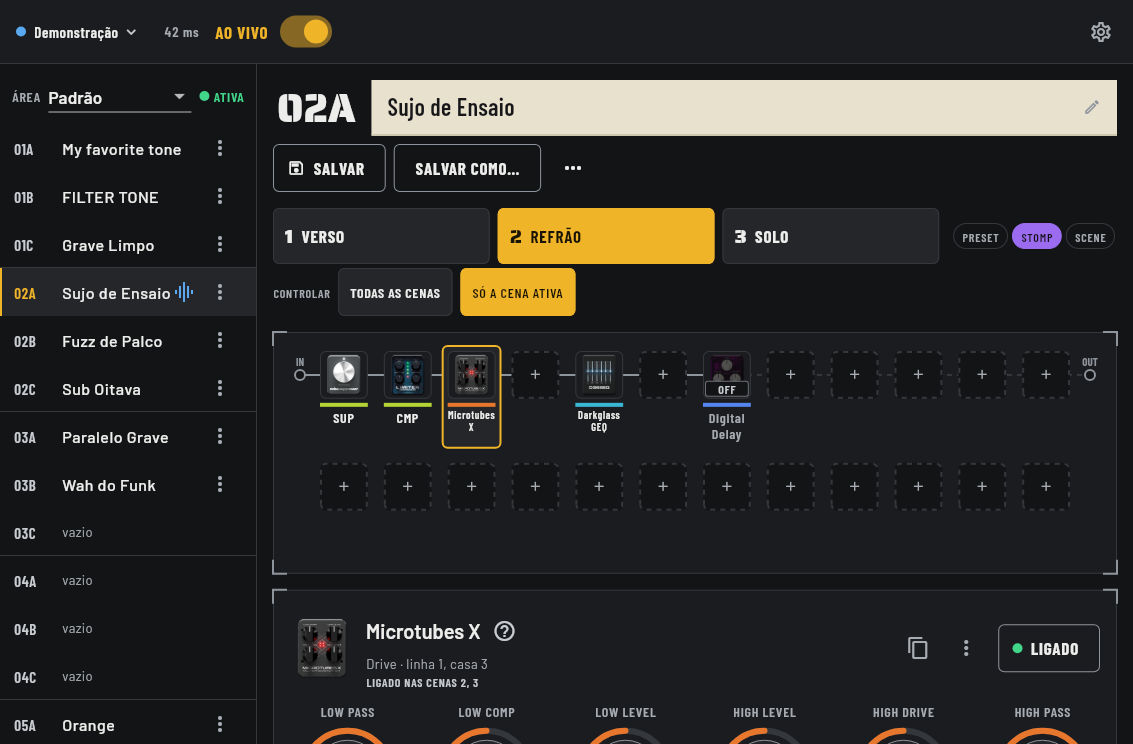 Demonstração
42 ms
AO VIVO
ÁREA Padrão ATIVA
01A My favorite tone
01B FILTER TONE
01C Grave Limpo
02A Sujo de Ensaio
02B Fuzz de Palco
02C Sub Oitava
03A Paralelo Grave
03B Wah do Funk
03C vazio
04A vazio
04B vazio
04C vazio
05A Orange
02A Sujo de Ensaio
SALVAR SALVAR COMO...
1 VERSO 2 REFRÃO 3 SOLO PRESET STOMP SCENE
CONTROLAR TODAS AS CENAS SÓ A CENA ATIVA
IN OUT
OFF
SUP CMP Microtubes X Darkglass GEQ Digital Delay
Microtubes X
Drive · linha 1, casa 3
LIGADO NAS CENAS 2, 3
LIGADO
LOW PASS LOW COMP LOW LEVEL HIGH LEVEL HIGH DRIVE HIGH PASS